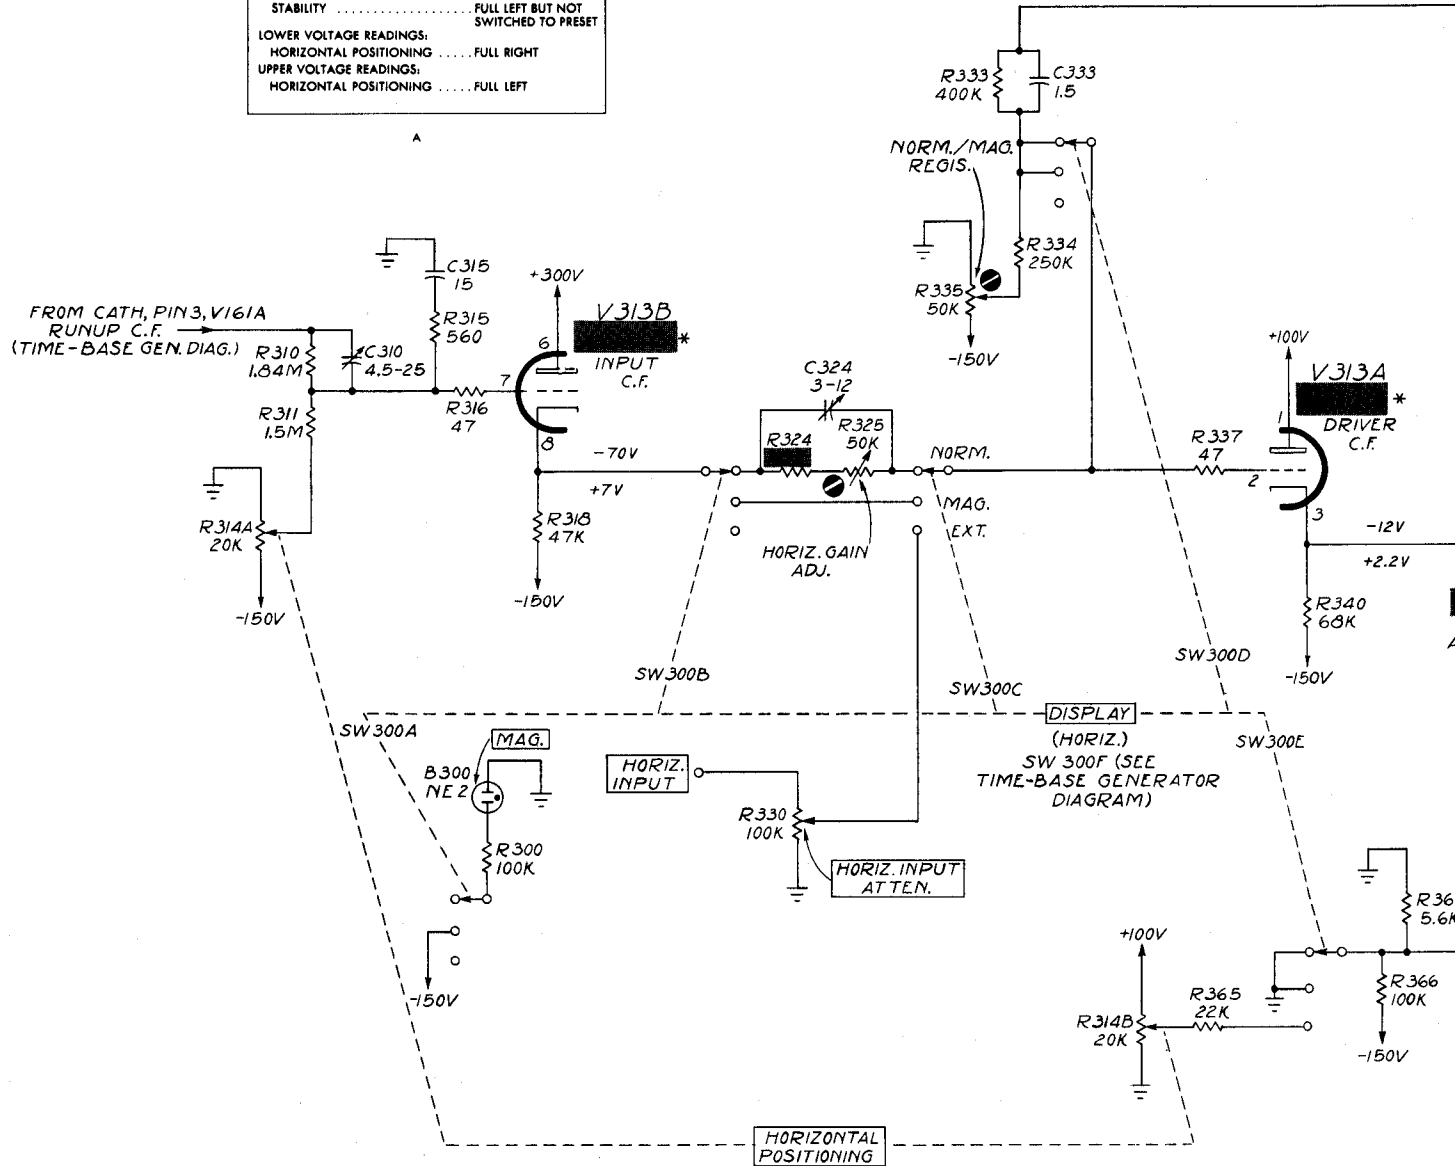 STABILITY .................... FULL LEFT BUT NOT
SWITCHED TO PRESET
LOWER VOLTAGE READINGS:
HORIZONTAL POSITIONING ..... FULL RIGHT
UPPER VOLTAGE READINGS:
HORIZONTAL POSITIONING ..... FULL LEFT
A
R333
400K
C333
1.5
NORM./MAG.
REGIS.
R334
250K
R335
50K
-150V
FROM CATH, PIN 3, V161A
RUNUP C.F.
(TIME-BASE GEN. DIAG.)
R310
1.84M
C310
4.5-25
C315
15
R315
560
+300V
V313B
*
INPUT
C.F.
6
7
8
R316
47
R311
1.5M
R314A
20K
-150V
-70V
+7V
R318
47K
-150V
C324
3-12
R324
R325
50K
HORIZ. GAIN
ADJ.
NORM.
MAG.
EXT.
R337
47
+100V
V313A
*
DRIVER
C.F.
1
2
3
-12V
+2.2V
R340
68K
-150V
A
SW300B
SW300C
SW300D
SW300A
SW300E
DISPLAY
(HORIZ.)
SW 300F (SEE
TIME-BASE GENERATOR
DIAGRAM)
MAG.
B300
NE 2
R300
100K
-150V
HORIZ.
INPUT
R330
100K
HORIZ. INPUT
ATTEN.
+100V
R314B
20K
R365
22K
R36
5.6K
R366
100K
-150V
HORIZONTAL
POSITIONING